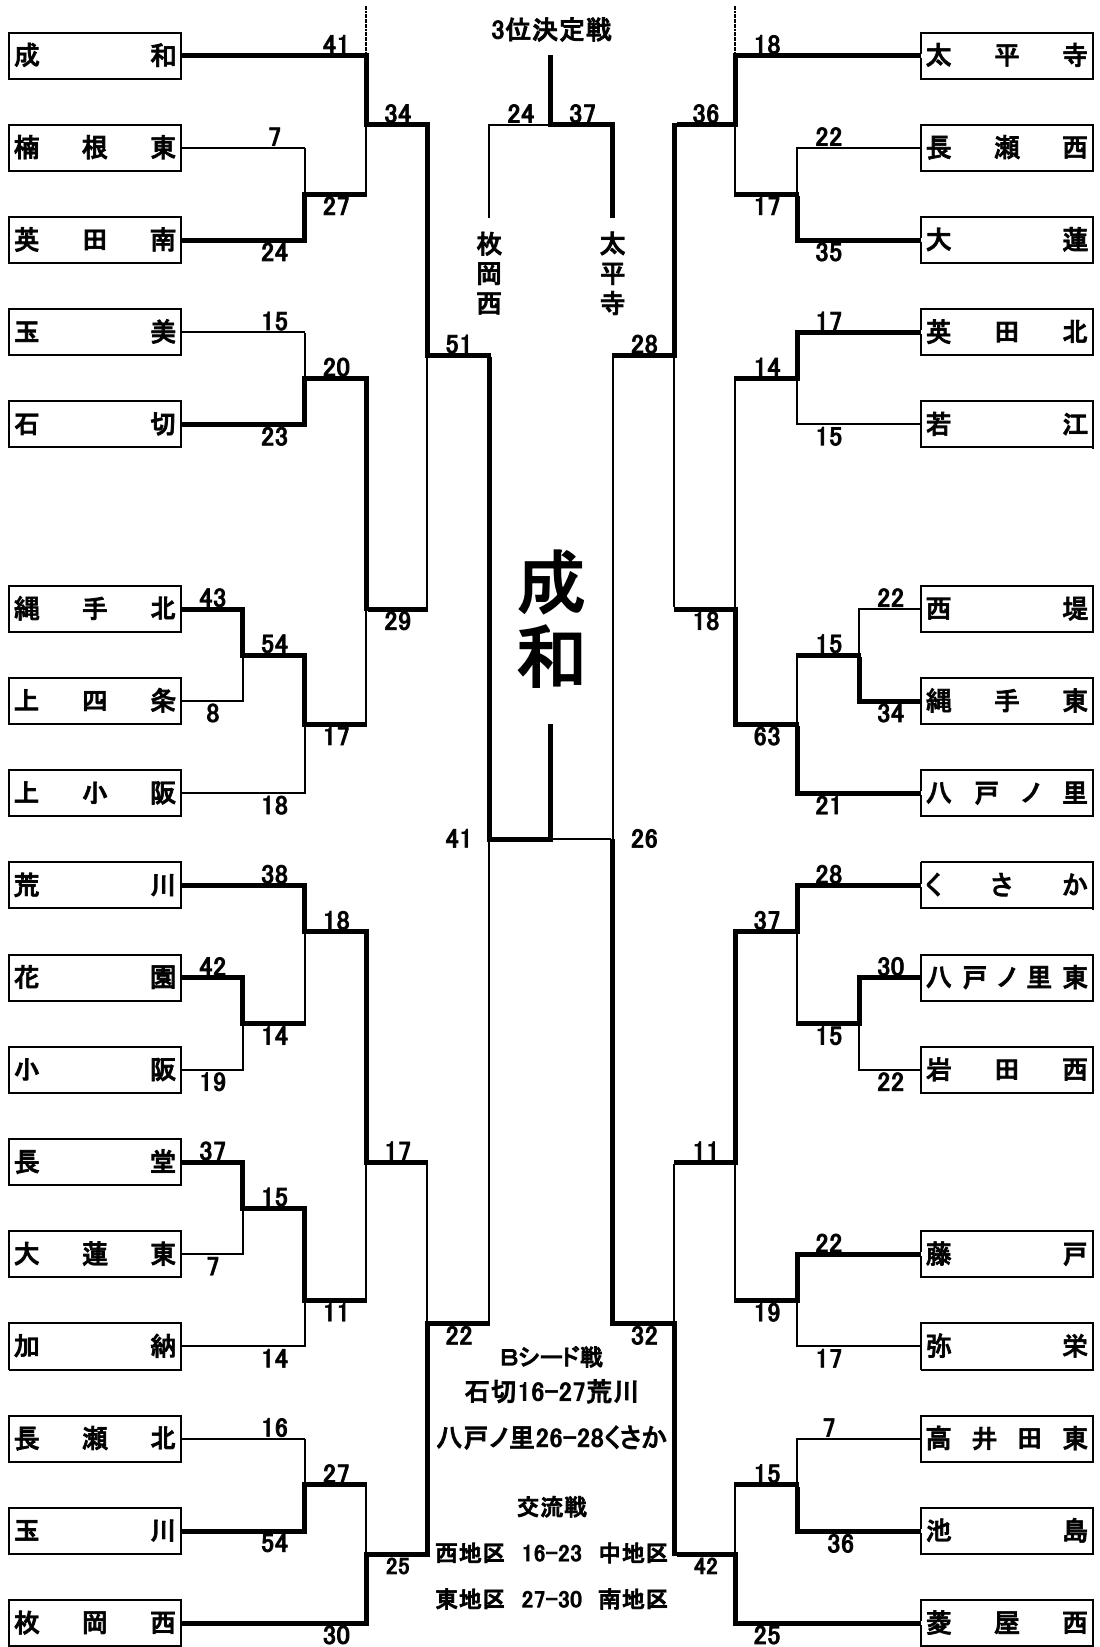 3位決定戦
成和 41 18 太平寺
34 24 37 36
楠根東 7 22 長瀬西
27 17
英田南 24 35 大蓮
枚岡西 太平寺
玉美 15 17 英田北
51 28
20 14
石切 23 15 若江
成和
縄手北 43 22 西堤
29 18
54 15
上四条 8 34 縄手東
17 63
上小阪 18 21 八戸ノ里
41 26
荒川 38 28 くさか
18 37
花園 42 30 八戸ノ里東
14 15
小阪 19 22 岩田西
長堂 37 17 11
15
大蓮東 7 22 藤戸
11 19
22 32
加納 14 17 弥栄
Bシード戦
石切16-27荒川
長瀬北 16 八戸ノ里26-28くさか 7 高井田東
27 15
交流戦
玉川 54 36 池島
25 西地区 16-23 中地区 42
東地区 27-30 南地区
枚岡西 30 25 菱屋西